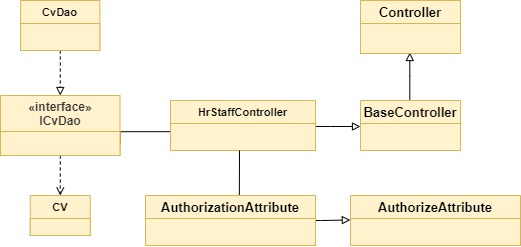 CvDao
Controller
«interface»
ICvDao
HrStaffController
BaseController
CV
AuthorizationAttribute
AuthorizeAttribute